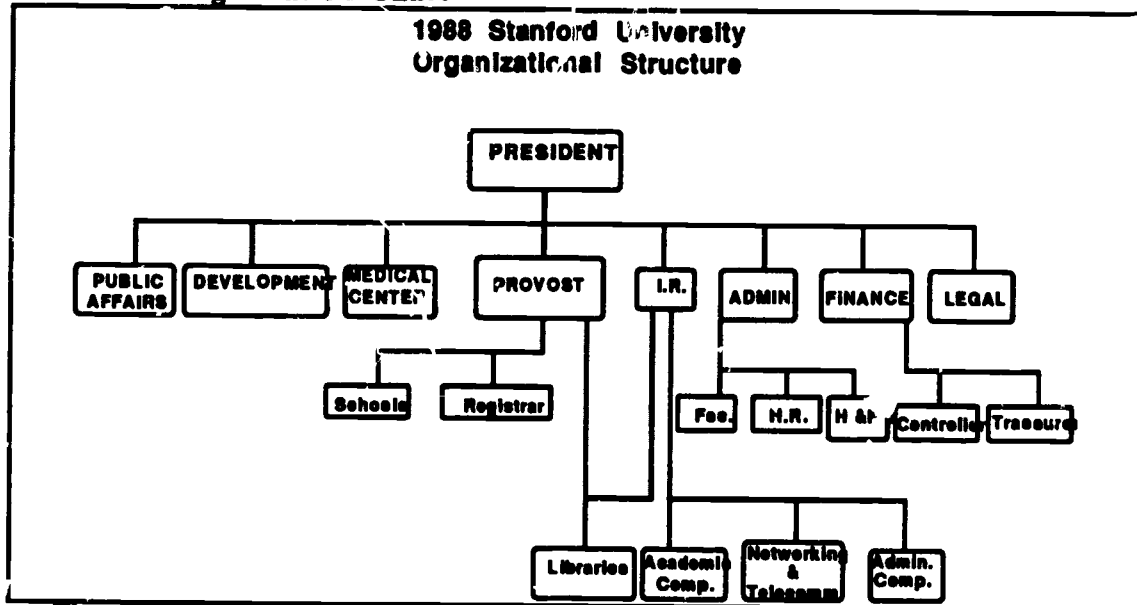 1988 Stanford University
Organizational Structure
PRESIDENT
PUBLIC
AFFAIRS
DEVELOPMENT
MEDICAL
CENTER
PROVOST
I.R.
ADMIN
FINANCE
LEGAL
Schools
Registrar
Fac.
H.R.
H &
Controller
Treasurer
Libraries
Academic
Comp.
Networking
&
Telecomm
Admin.
Comp.